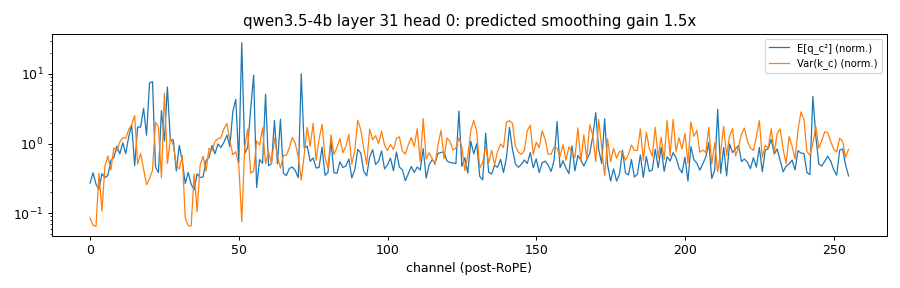 qwen3.5-4b layer 31 head 0: predicted smoothing gain 1.5x
E[q_c²] (norm.)
Var(k_c) (norm.)
10¹
10⁰
10⁻¹
0 50 100 150 200 250
channel (post-RoPE)